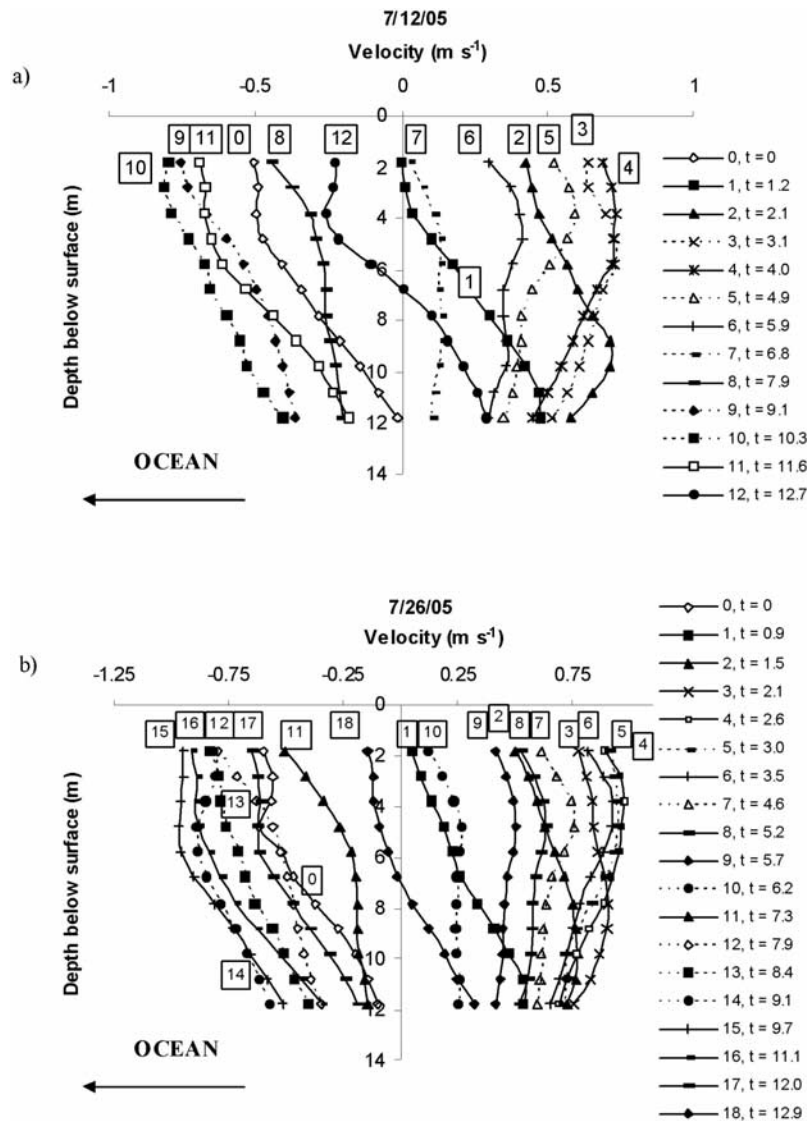 7/12/05
Velocity (m s⁻¹)
a)
-1 -0.5 0 0.5 1
0
2
4
6
8
10
12
14
Depth below surface (m)
10 9 11 0 8 12 7 6 2 5 3 4
1
OCEAN
0, t = 0
1, t = 1.2
2, t = 2.1
3, t = 3.1
4, t = 4.0
5, t = 4.9
6, t = 5.9
7, t = 6.8
8, t = 7.9
9, t = 9.1
10, t = 10.3
11, t = 11.6
12, t = 12.7
7/26/05
Velocity (m s⁻¹)
b)
-1.25 -0.75 -0.25 0.25 0.75
0
2
4
6
8
10
12
14
Depth below surface (m)
15 16 12 17 11 18 1 10 9 2 8 7 3 6 5 4
13
0
14
OCEAN
0, t = 0
1, t = 0.9
2, t = 1.5
3, t = 2.1
4, t = 2.6
5, t = 3.0
6, t = 3.5
7, t = 4.6
8, t = 5.2
9, t = 5.7
10, t = 6.2
11, t = 7.3
12, t = 7.9
13, t = 8.4
14, t = 9.1
15, t = 9.7
16, t = 11.1
17, t = 12.0
18, t = 12.9